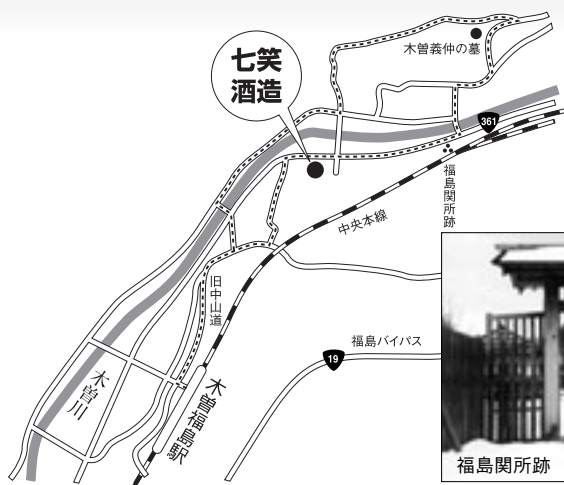 木曽義仲の墓
七笑
酒造
361
福島関所跡
中央本線
旧中山道
福島バイパス
19
木曽川
木曽福島駅
福島関所跡